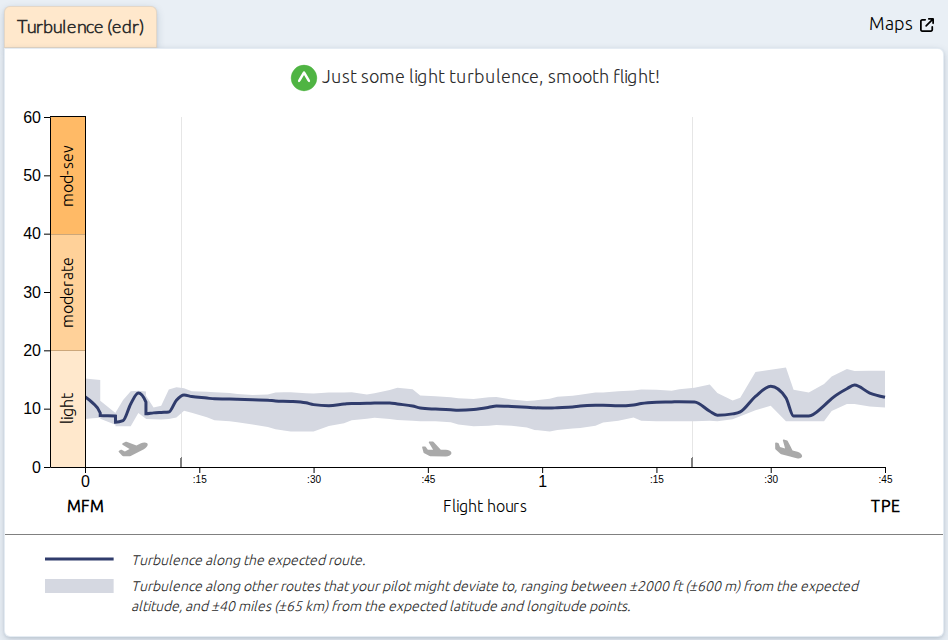 Turbulence (edr)
Maps
Just some light turbulence, smooth flight!
60
50
40
30
20
10
0
mod-sev
moderate
light
0 :15 :30 :45 1 :15 :30 :45
MFM Flight hours TPE
Turbulence along the expected route.
Turbulence along other routes that your pilot might deviate to, ranging between ±2000 ft (±600 m) from the expected
altitude, and ±40 miles (±65 km) from the expected latitude and longitude points.